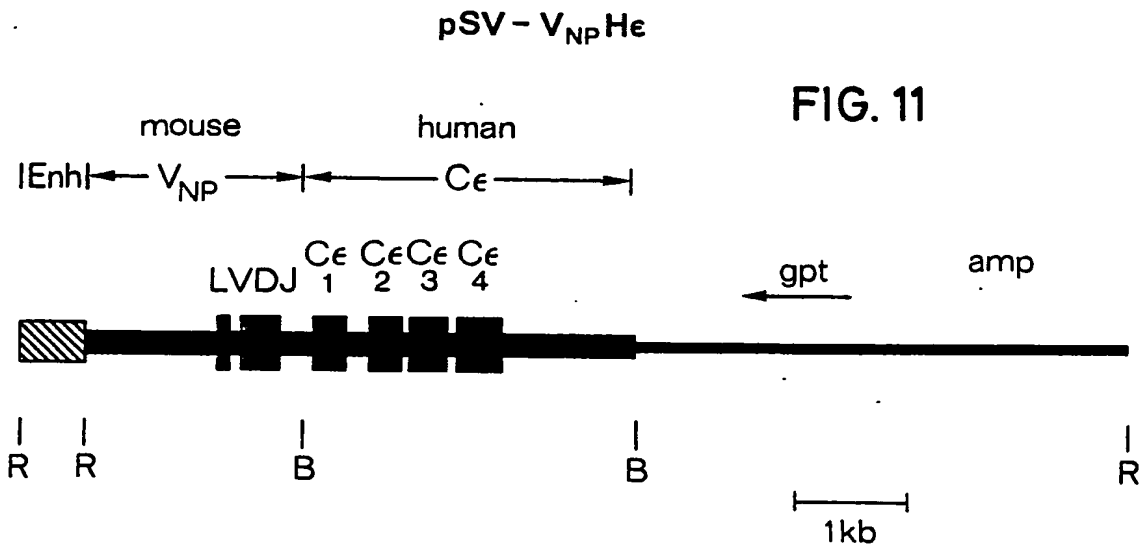 pSV – V_NP Hϵ
FIG. 11
mouse human
|Enh| V_NP Cϵ
LVDJ Cϵ 1 Cϵ 2 Cϵ 3 Cϵ 4 gpt amp
R R B B R
1kb